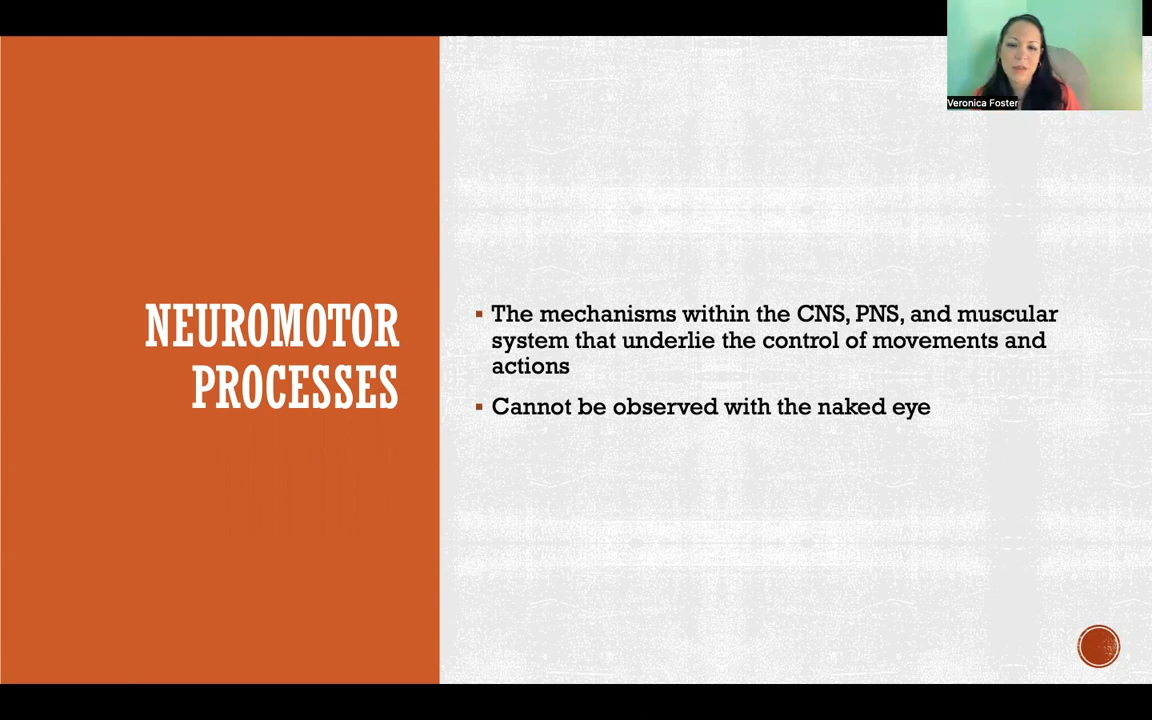 Veronica Foster
NEUROMOTOR
PROCESSES
▪ The mechanisms within the CNS, PNS, and muscular
system that underlie the control of movements and
actions
▪ Cannot be observed with the naked eye